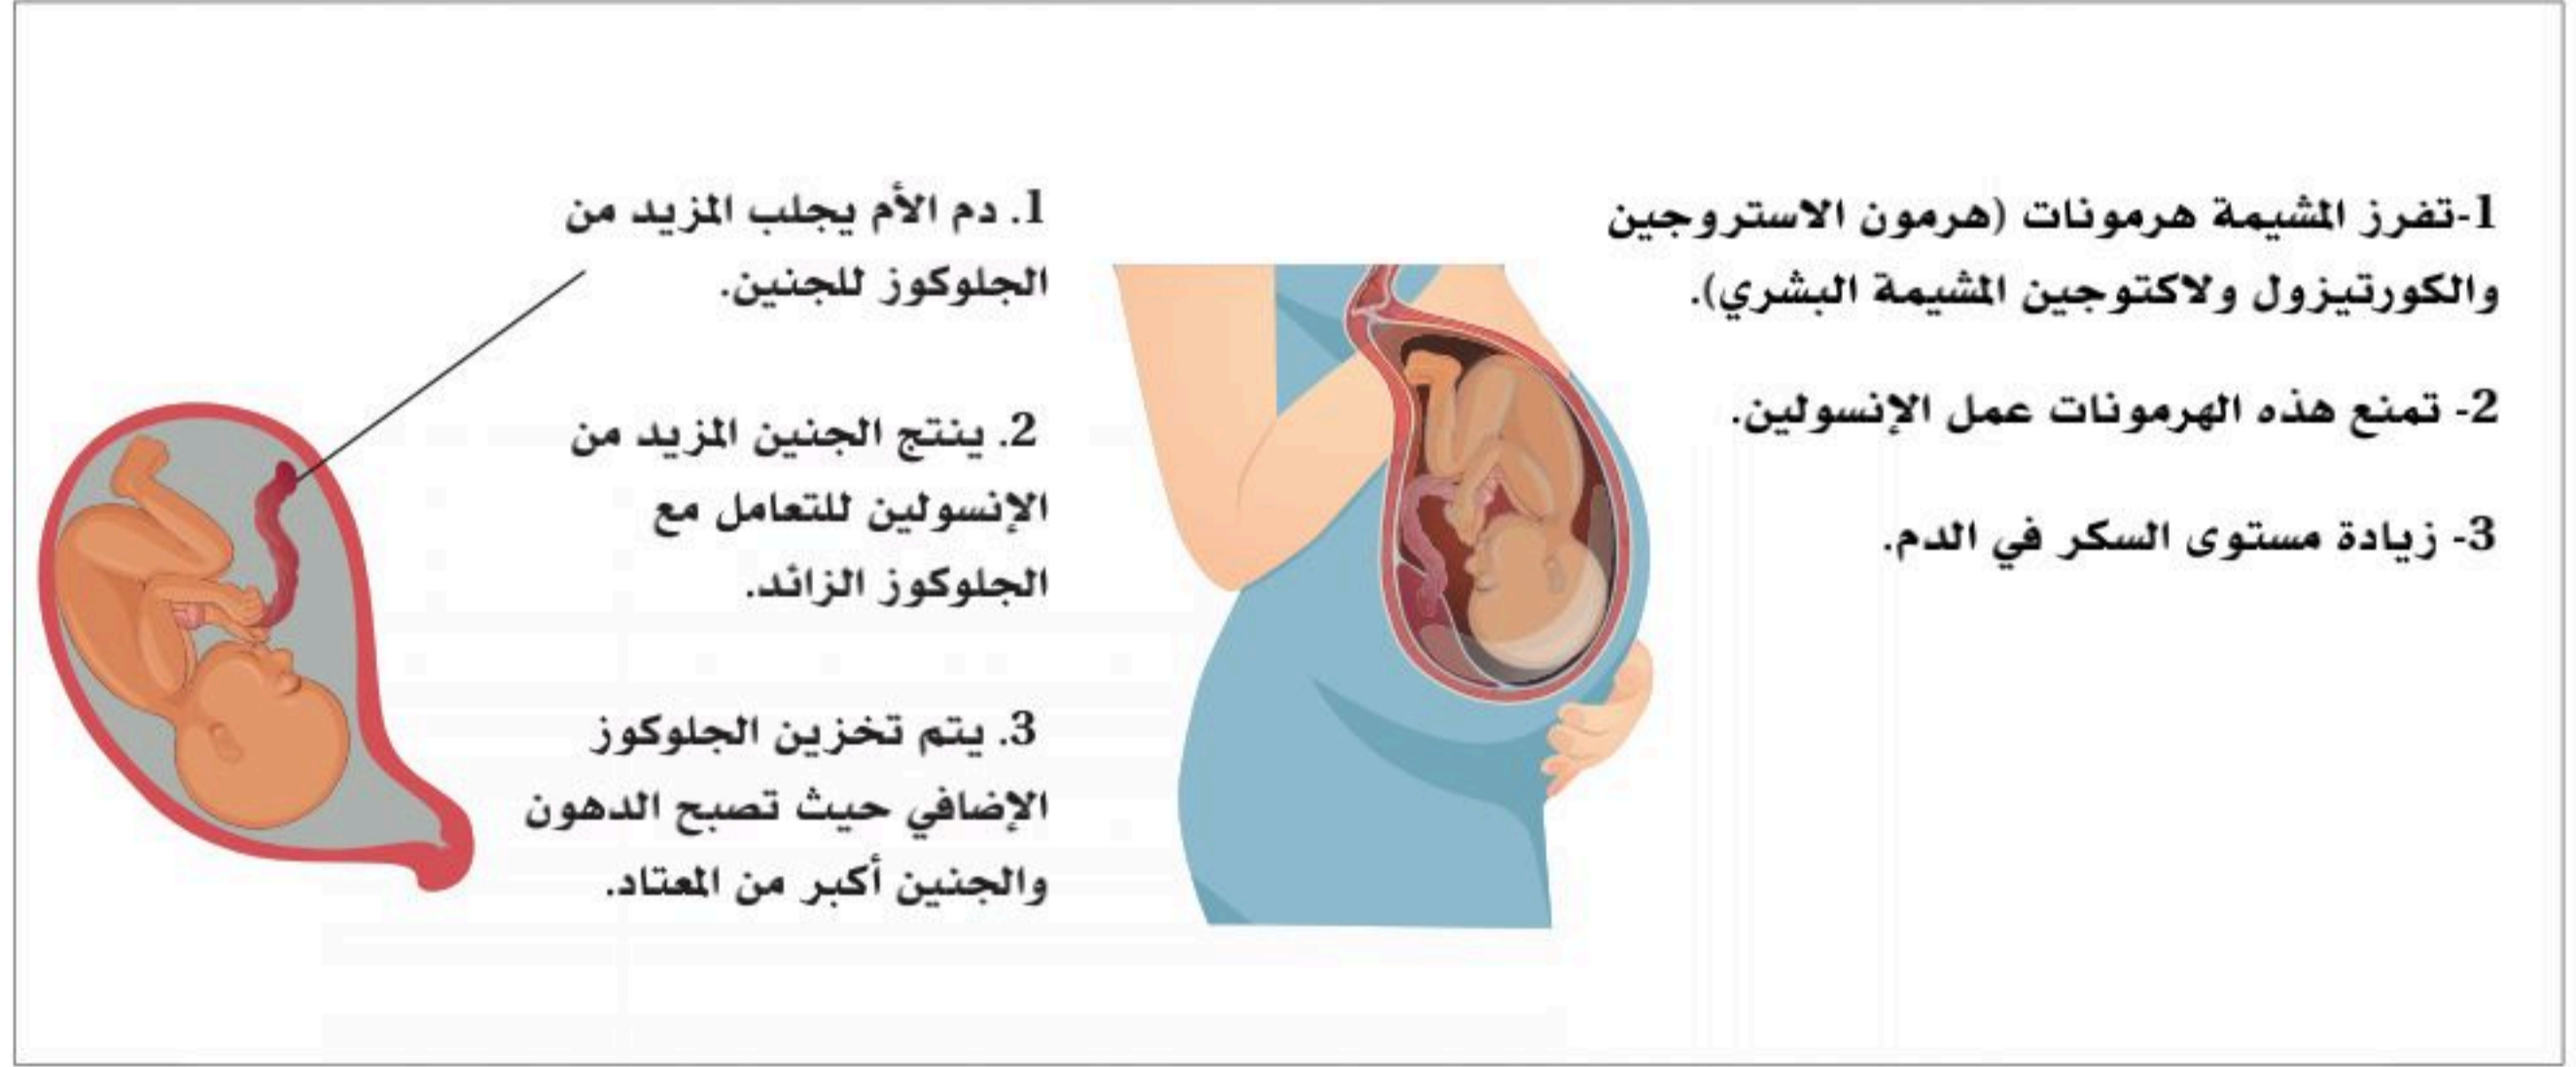 1-تفرز المشيمة هرمونات (هرمون الاستروجين
والكورتيزول ولاكتوجين المشيمة البشري).
2- تمنع هذه الهرمونات عمل الإنسولين.
3- زيادة مستوى السكر في الدم.
1. دم الأم يجلب المزيد من
الجلوكوز للجنين.
2. ينتج الجنين المزيد من
الإنسولين للتعامل مع
الجلوكوز الزائد.
3. يتم تخزين الجلوكوز
الإضافي حيث تصبح الدهون
والجنين أكبر من المعتاد.